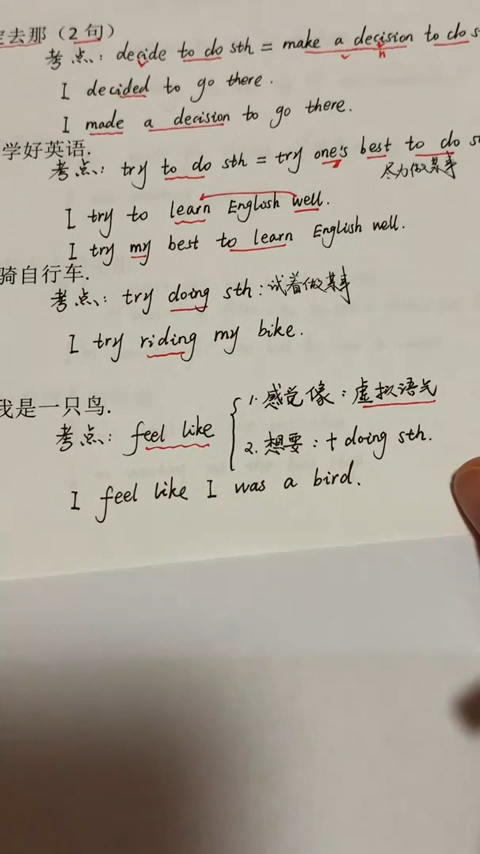 定去那（2句）
考点：decide to do sth = make a decision to do s
n
I decided to go there.
I made a decision to go there.
学好英语.
考点：try to do sth = try one's best to do s
尽力做某事
I try to learn English well.
I try my best to learn English well.
骑自行车.
考点：try doing sth：试着做某事
I try riding my bike.
我是一只鸟.
考点：feel like
1. 感觉像：虚拟语气
2. 想要：+ doing sth.
I feel like I was a bird.